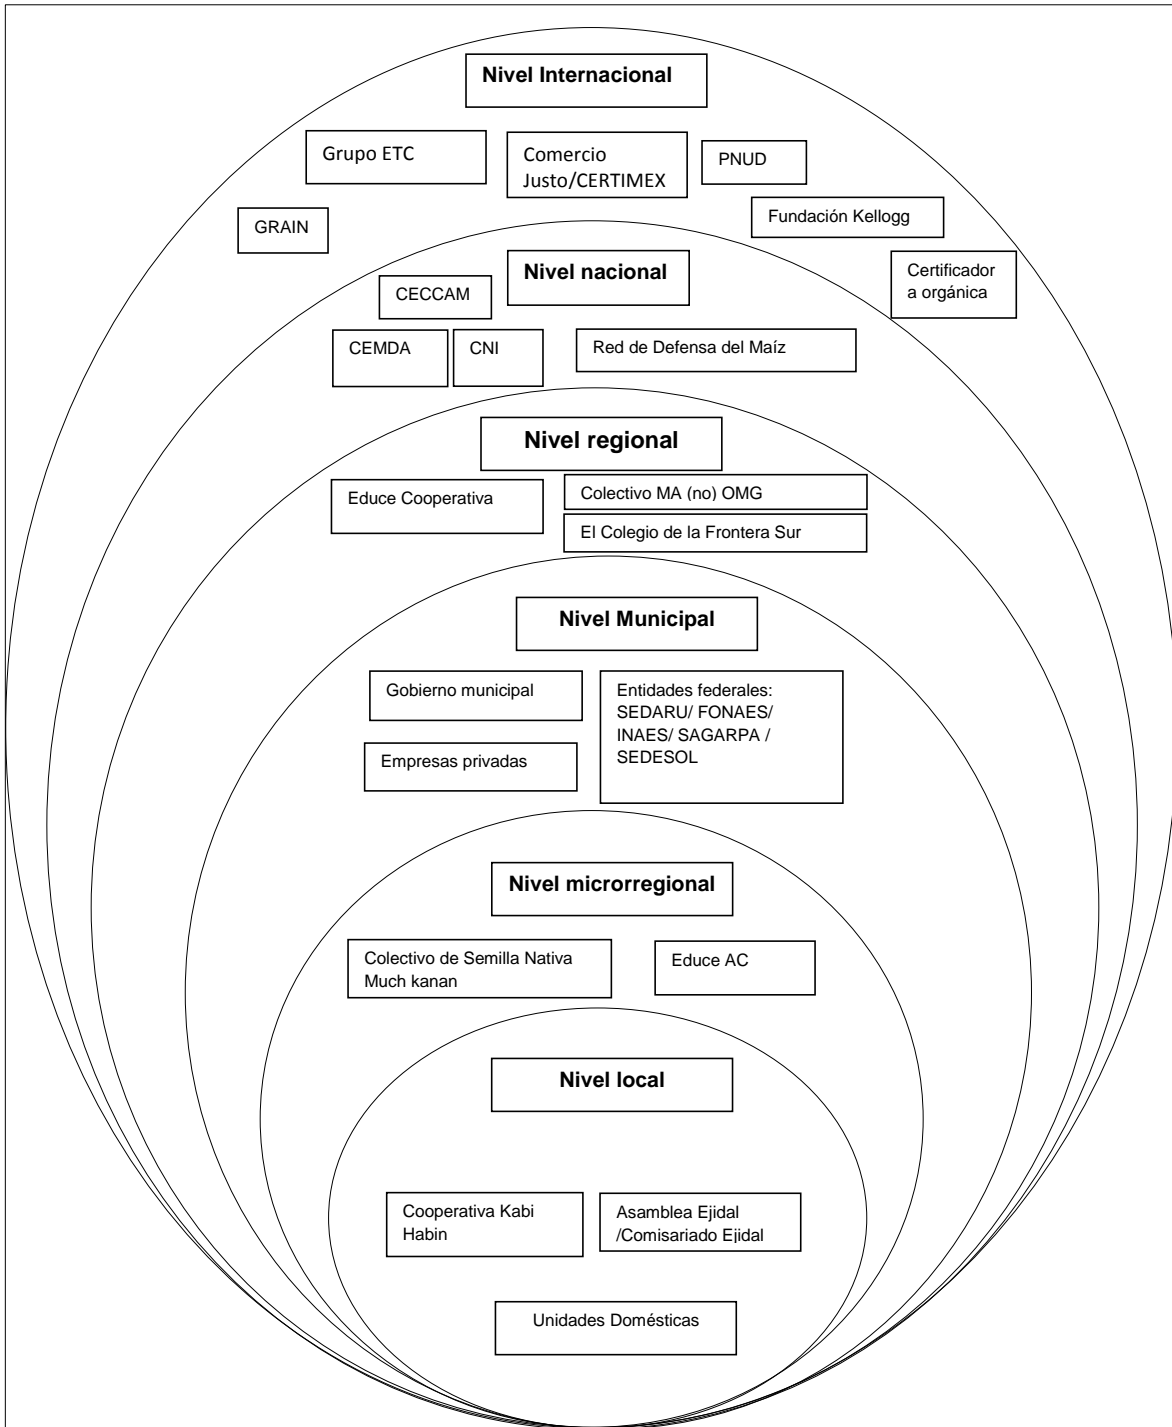 Nivel Internacional
Grupo ETC
Comercio
Justo/CERTIMEX
PNUD
Fundación Kellogg
GRAIN
Certificador
a orgánica
Nivel nacional
CECCAM
CEMDA
CNI
Red de Defensa del Maíz
Nivel regional
Educe Cooperativa
Colectivo MA (no) OMG
El Colegio de la Frontera Sur
Nivel Municipal
Gobierno municipal
Entidades federales:
SEDARU/ FONAES/
INAES/ SAGARPA /
SEDESOL
Empresas privadas
Nivel microrregional
Colectivo de Semilla Nativa
Much kanan
Educe AC
Nivel local
Cooperativa Kabi
Habin
Asamblea Ejidal
/Comisariado Ejidal
Unidades Domésticas